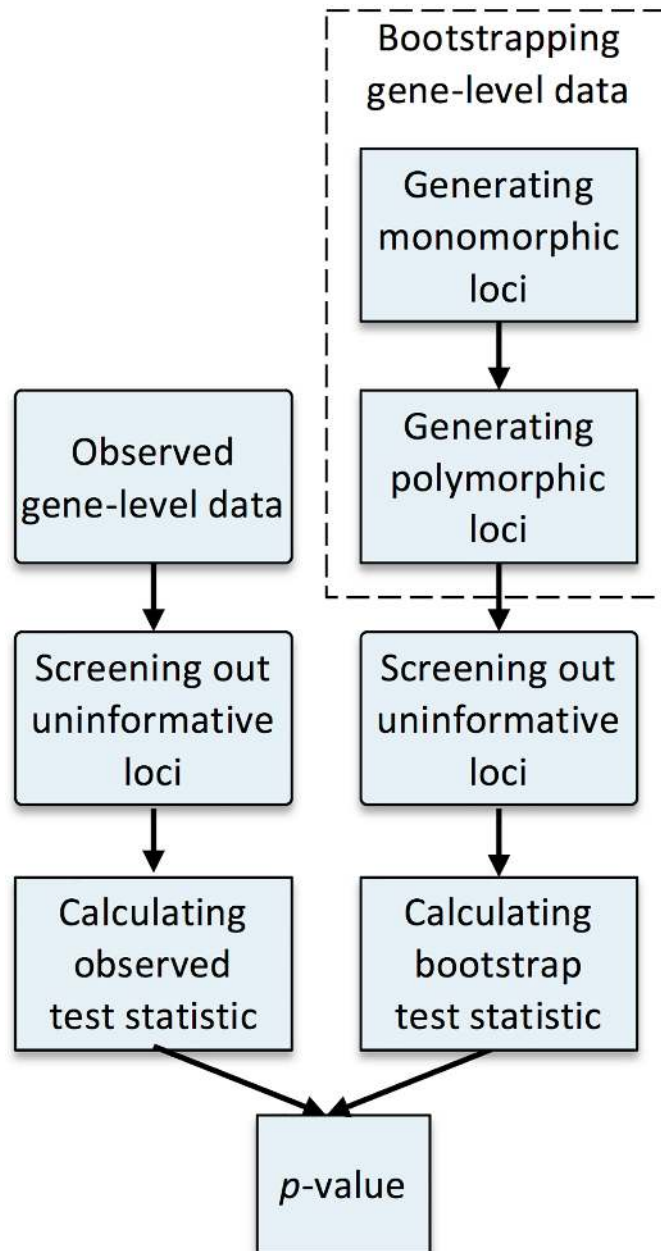 Bootstrapping
gene-level data
Generating
monomorphic
loci
Generating
polymorphic
loci
Observed
gene-level data
Screening out
uninformative
loci
Screening out
uninformative
loci
Calculating
observed
test statistic
Calculating
bootstrap
test statistic
p-value